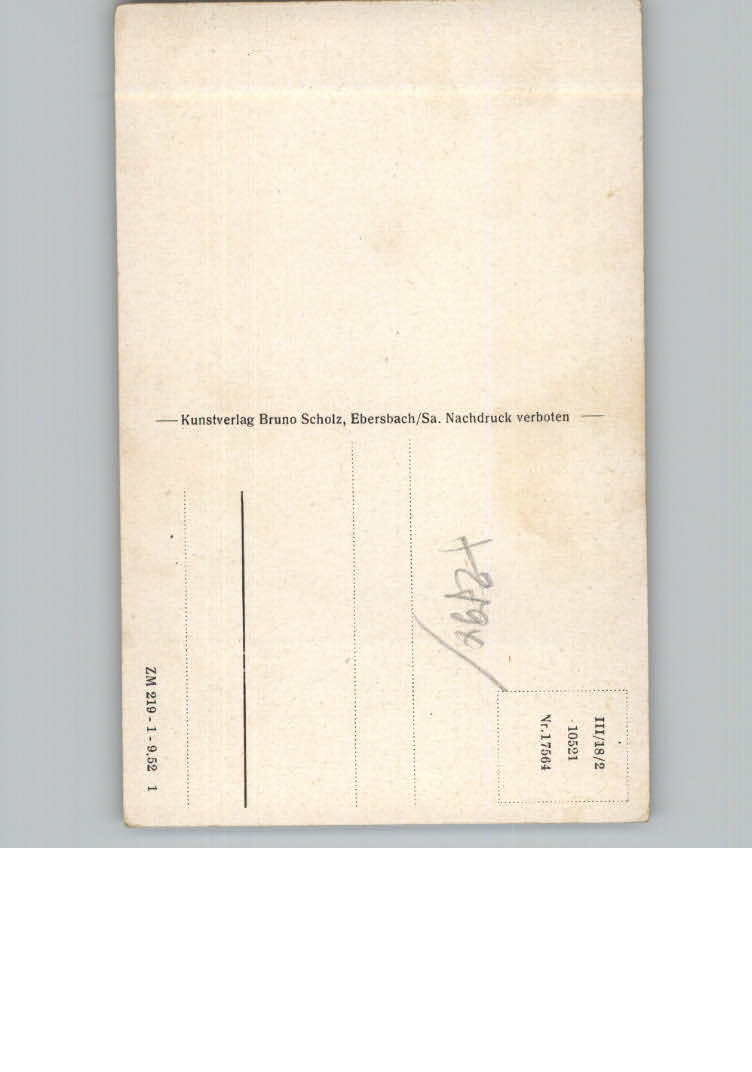 Kunstverlag Bruno Scholz, Ebersbach/Sa. Nachdruck verboten
III/18/2
10521
Nr. 17564
ZM 219 - 1 - 9.52 1